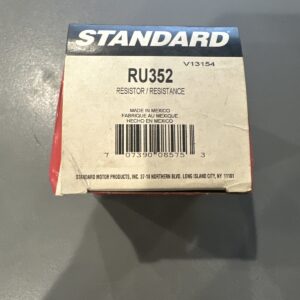 STANDARD
V13154
RU352
RESISTOR / RESISTANCE
MADE IN MEXICO
FABRIQUE AU MEXIQUE
HECHO EN MEXICO
7 07390 08575 3
STANDARD MOTOR PRODUCTS, INC. 37-18 NORTHERN BLVD. LONG ISLAND CITY, NY 11101